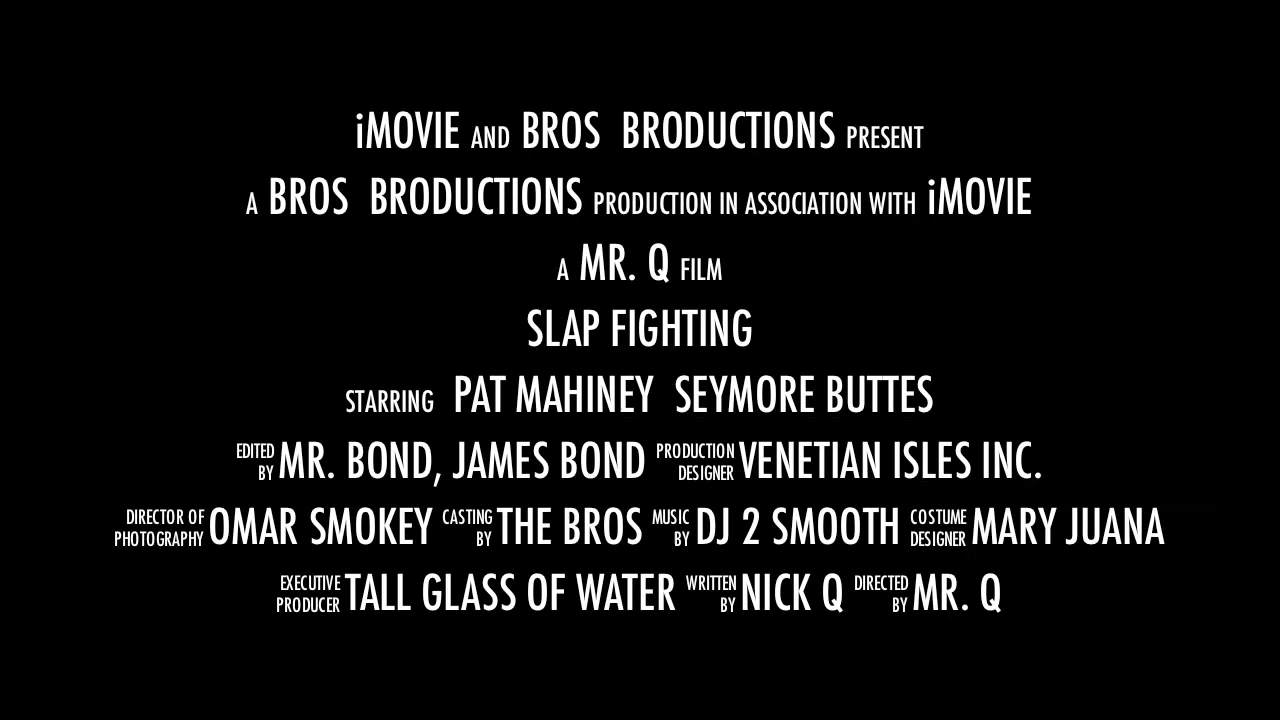 iMOVIE AND BROS BRODUCTIONS PRESENT
A BROS BRODUCTIONS PRODUCTION IN ASSOCIATION WITH iMOVIE
A MR. Q FILM
SLAP FIGHTING
STARRING PAT MAHINEY SEYMORE BUTTES
EDITED BY MR. BOND, JAMES BOND PRODUCTION DESIGNER VENETIAN ISLES INC.
DIRECTOR OF PHOTOGRAPHY OMAR SMOKEY CASTING BY THE BROS MUSIC BY DJ 2 SMOOTH COSTUME DESIGNER MARY JUANA
EXECUTIVE PRODUCER TALL GLASS OF WATER WRITTEN BY NICK Q DIRECTED BY MR. Q